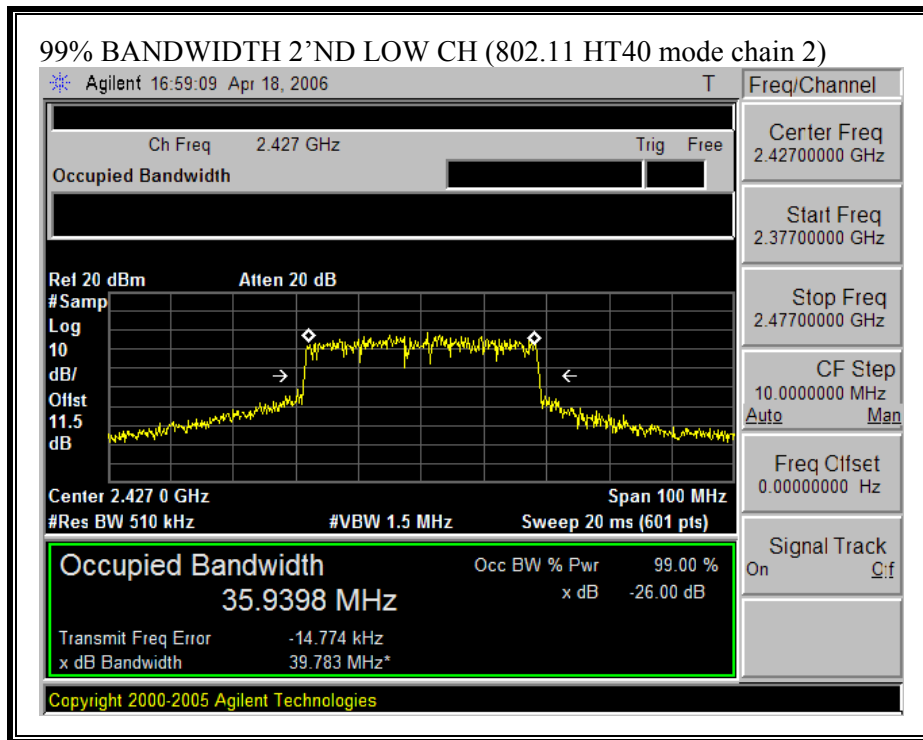 99% BANDWIDTH 2’ND LOW CH (802.11 HT40 mode chain 2)
Agilent 16:59:09 Apr 18, 2006 T
Freq/Channel
Ch Freq 2.427 GHz Trig Free
Occupied Bandwidth
Center Freq
2.42700000 GHz
Start Freq
2.37700000 GHz
Stop Freq
2.47700000 GHz
CF Step
10.0000000 MHz
Auto Man
Freq Offset
0.00000000 Hz
Signal Track
On Off
Ref 20 dBm Atten 20 dB
#Samp
Log
10
dB/
Offst
11.5
dB
Center 2.427 0 GHz Span 100 MHz
#Res BW 510 kHz #VBW 1.5 MHz Sweep 20 ms (601 pts)
Occupied Bandwidth
35.9398 MHz
Occ BW % Pwr 99.00 %
x dB -26.00 dB
Transmit Freq Error -14.774 kHz
x dB Bandwidth 39.783 MHz*
Copyright 2000-2005 Agilent Technologies